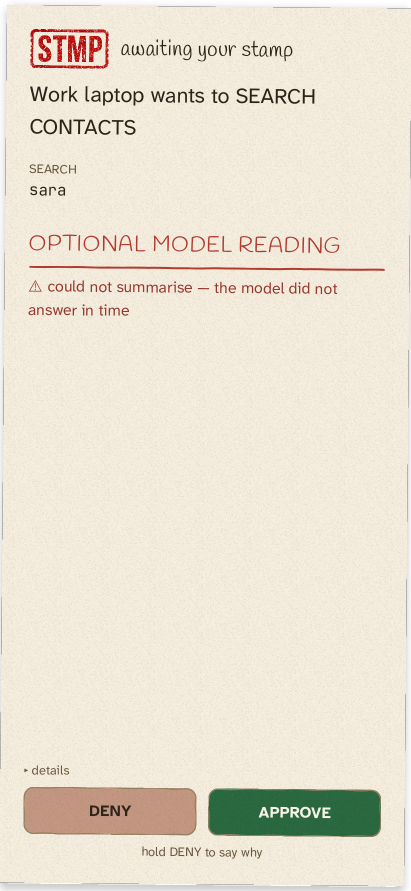 STMP awaiting your stamp
Work laptop wants to SEARCH
CONTACTS
SEARCH
sara
OPTIONAL MODEL READING
⚠ could not summarise — the model did not
answer in time
▸ details
DENY APPROVE
hold DENY to say why